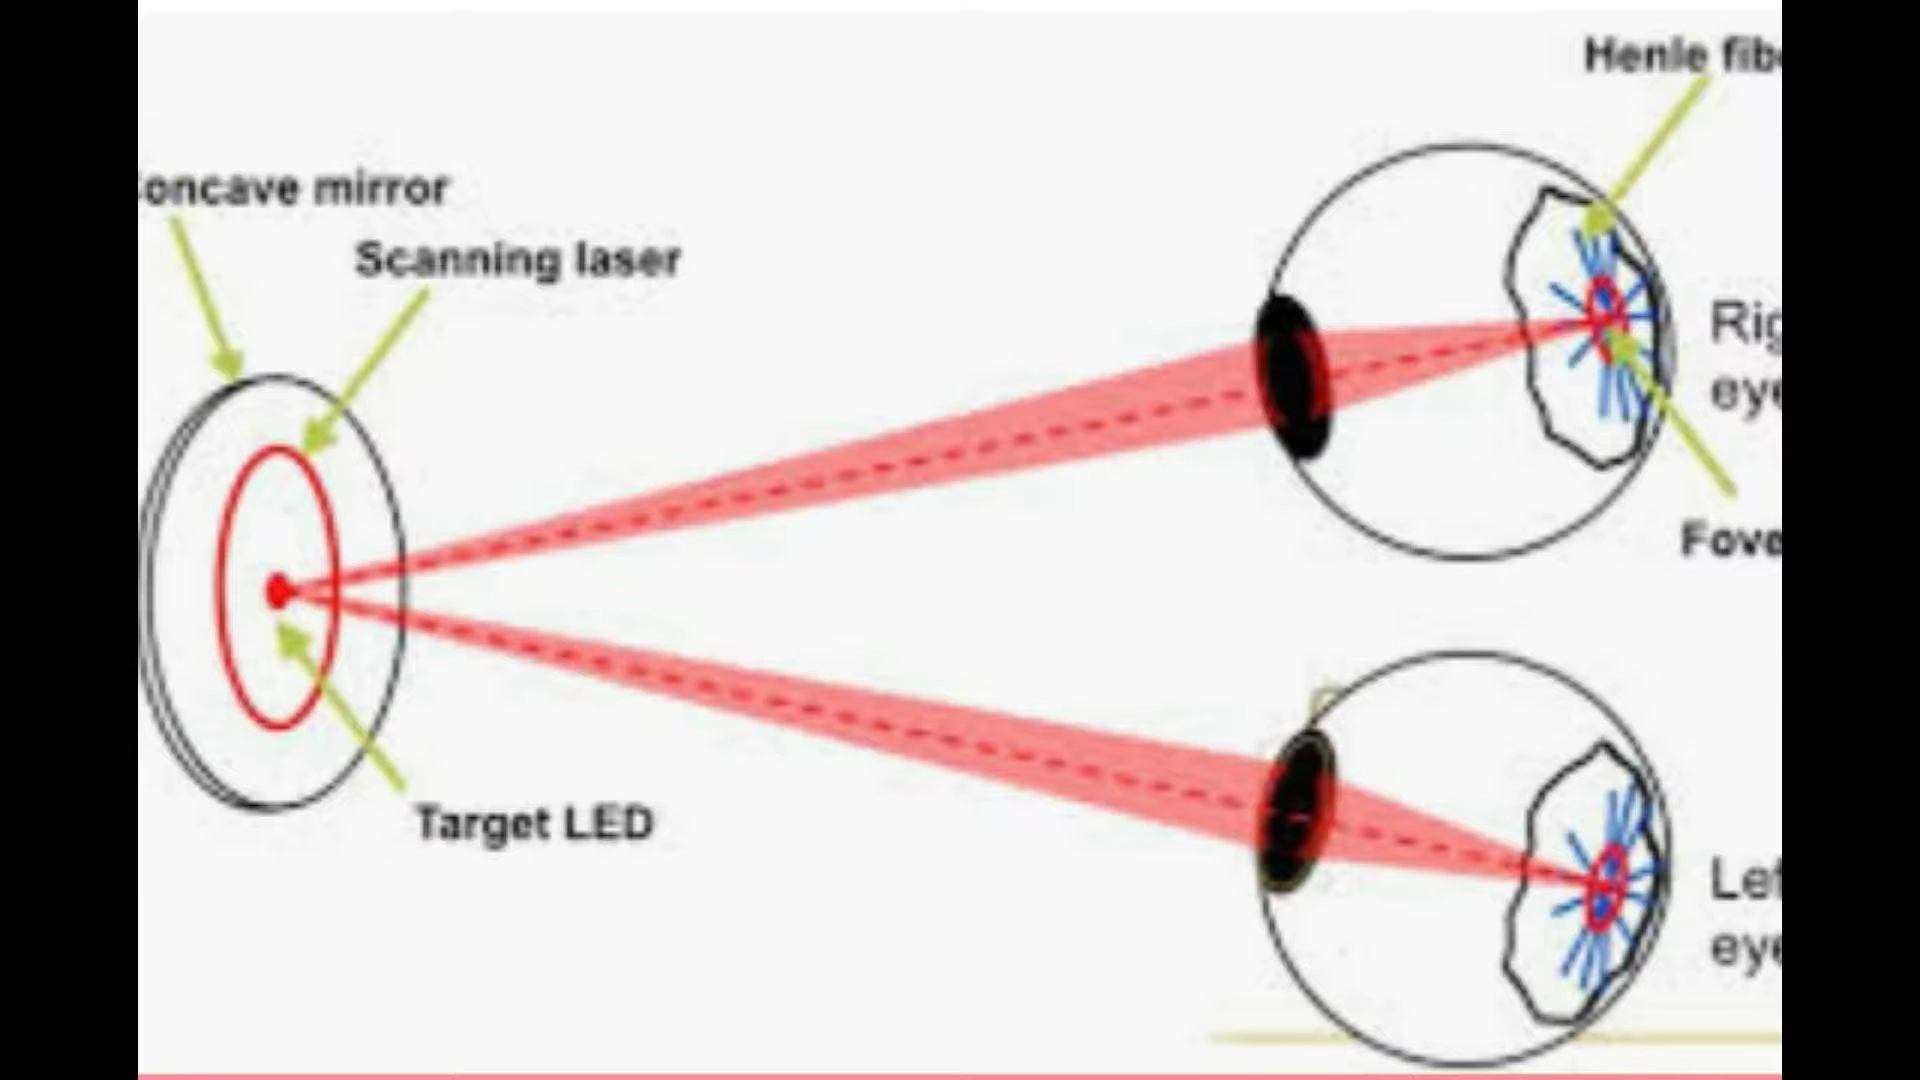 Henle fib
oncave mirror
Scanning laser
Rig
eye
Fove
Target LED
Lef
eye